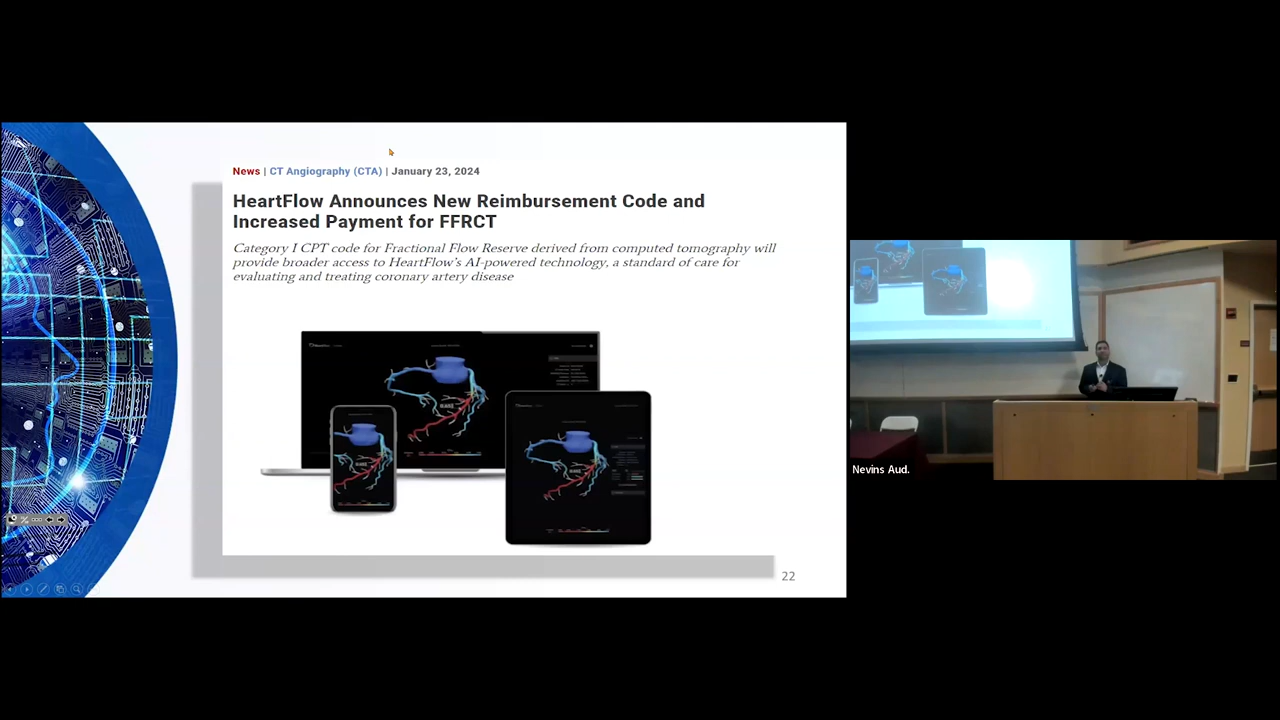 News | CT Angiography (CTA) | January 23, 2024
HeartFlow Announces New Reimbursement Code and
Increased Payment for FFRCT
Category I CPT code for Fractional Flow Reserve derived from computed tomography will
provide broader access to HeartFlow's AI-powered technology, a standard of care for
evaluating and treating coronary artery disease
22
Nevins Aud.